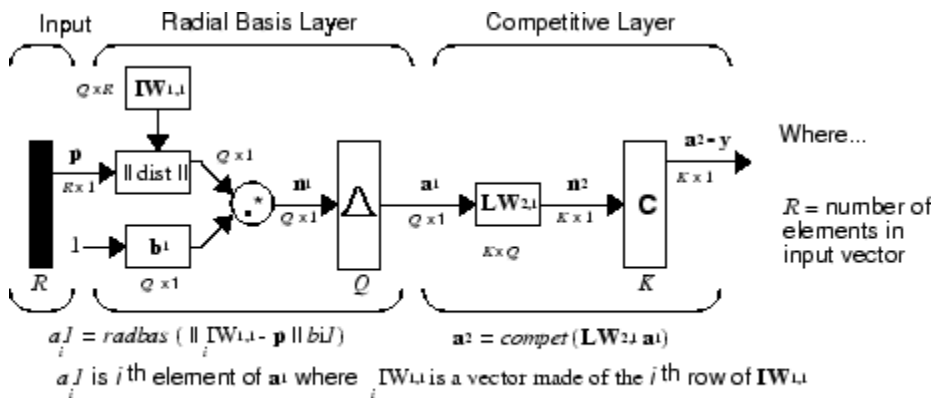 Input Radial Basis Layer Competitive Layer
Q x R IW1,1
p
R x 1
|| dist ||
Q x 1
1
b1
Q x 1
.*
n1
Q x 1
a1
Q x 1
LW2,1
K x Q
n2
K x 1
C
a2 = y
K x 1
R Q K
Where...
R = number of
elements in
input vector
ai1 = radbas ( || iIW1,1 - p || bi1)
a2 = compet (LW2,1 a1)
ai1 is i th element of a1 where iIW1,1 is a vector made of the i th row of IW1,1